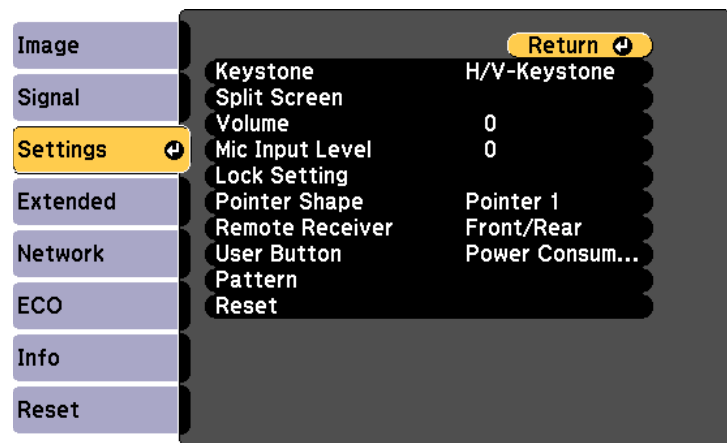 Image
Signal
Settings
Extended
Network
ECO
Info
Reset
Return
Keystone H/V-Keystone
Split Screen
Volume 0
Mic Input Level 0
Lock Setting
Pointer Shape Pointer 1
Remote Receiver Front/Rear
User Button Power Consum...
Pattern
Reset